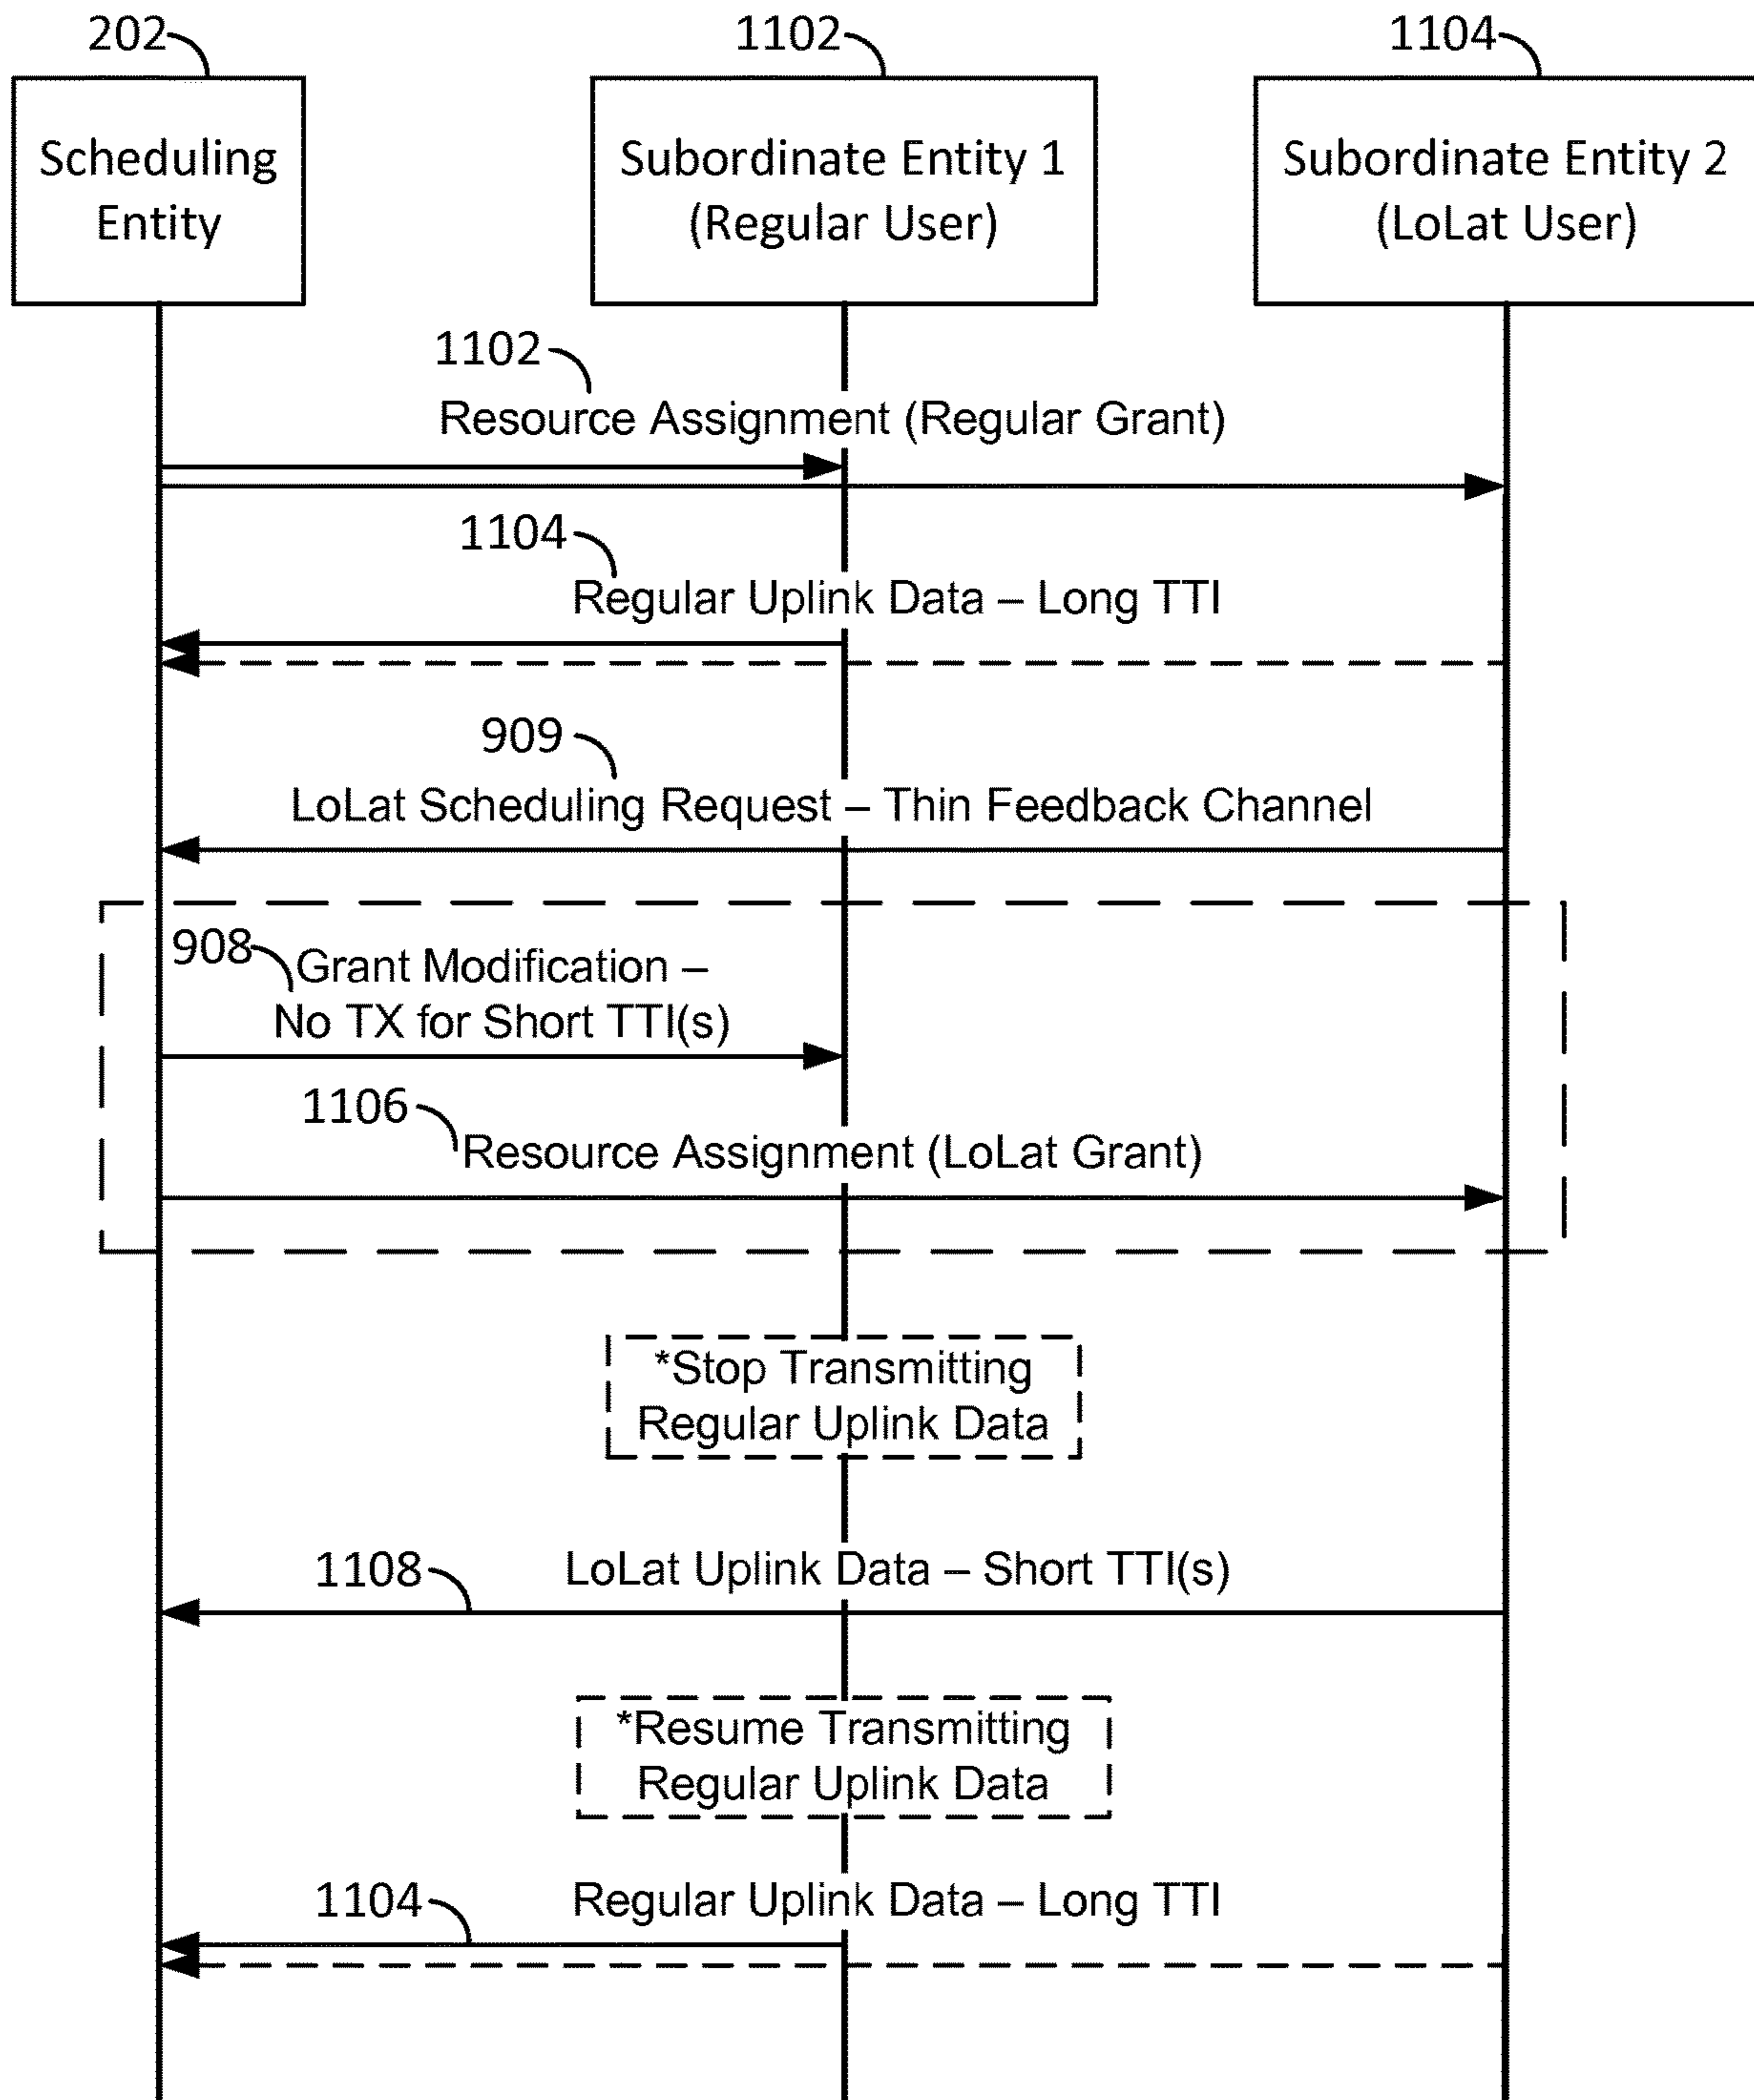 202
1102
1104
Scheduling
Entity
Subordinate Entity 1
(Regular User)
Subordinate Entity 2
(LoLat User)
1102
Resource Assignment (Regular Grant)
1104
Regular Uplink Data – Long TTI
909
LoLat Scheduling Request – Thin Feedback Channel
908
Grant Modification –
No TX for Short TTI(s)
1106
Resource Assignment (LoLat Grant)
*Stop Transmitting
Regular Uplink Data
1108
LoLat Uplink Data – Short TTI(s)
*Resume Transmitting
Regular Uplink Data
1104
Regular Uplink Data – Long TTI